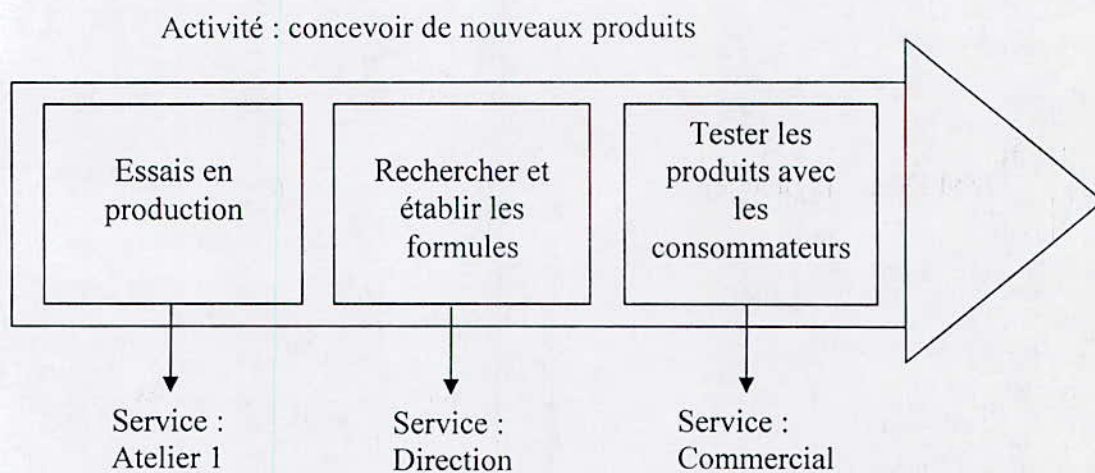 Activité : concevoir de nouveaux produits
Essais en
production
Rechercher et
établir les
formules
Tester les
produits avec
les
consommateurs
Service :
Atelier 1
Service :
Direction
Service :
Commercial